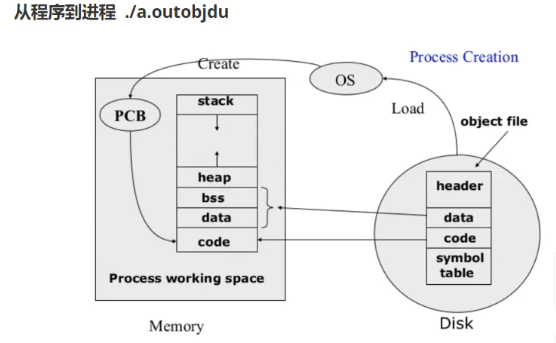 从程序到进程 ./a.outobjdu
Process Creation
Create
OS
Load
object file
PCB
stack
heap
bss
data
code
Process working space
Memory
header
data
code
symbol
table
Disk